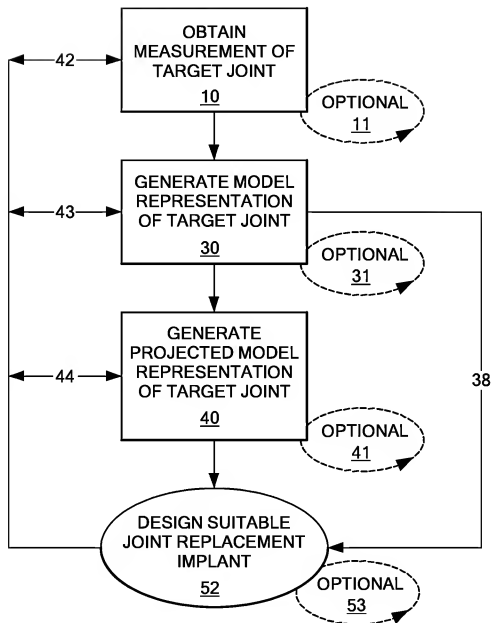 OBTAIN
MEASUREMENT OF
TARGET JOINT
10
42
OPTIONAL
11
GENERATE MODEL
REPRESENTATION
OF TARGET JOINT
30
43
OPTIONAL
31
GENERATE
PROJECTED MODEL
REPRESENTATION
OF TARGET JOINT
40
44
38
OPTIONAL
41
DESIGN SUITABLE
JOINT REPLACEMENT
IMPLANT
52
OPTIONAL
53